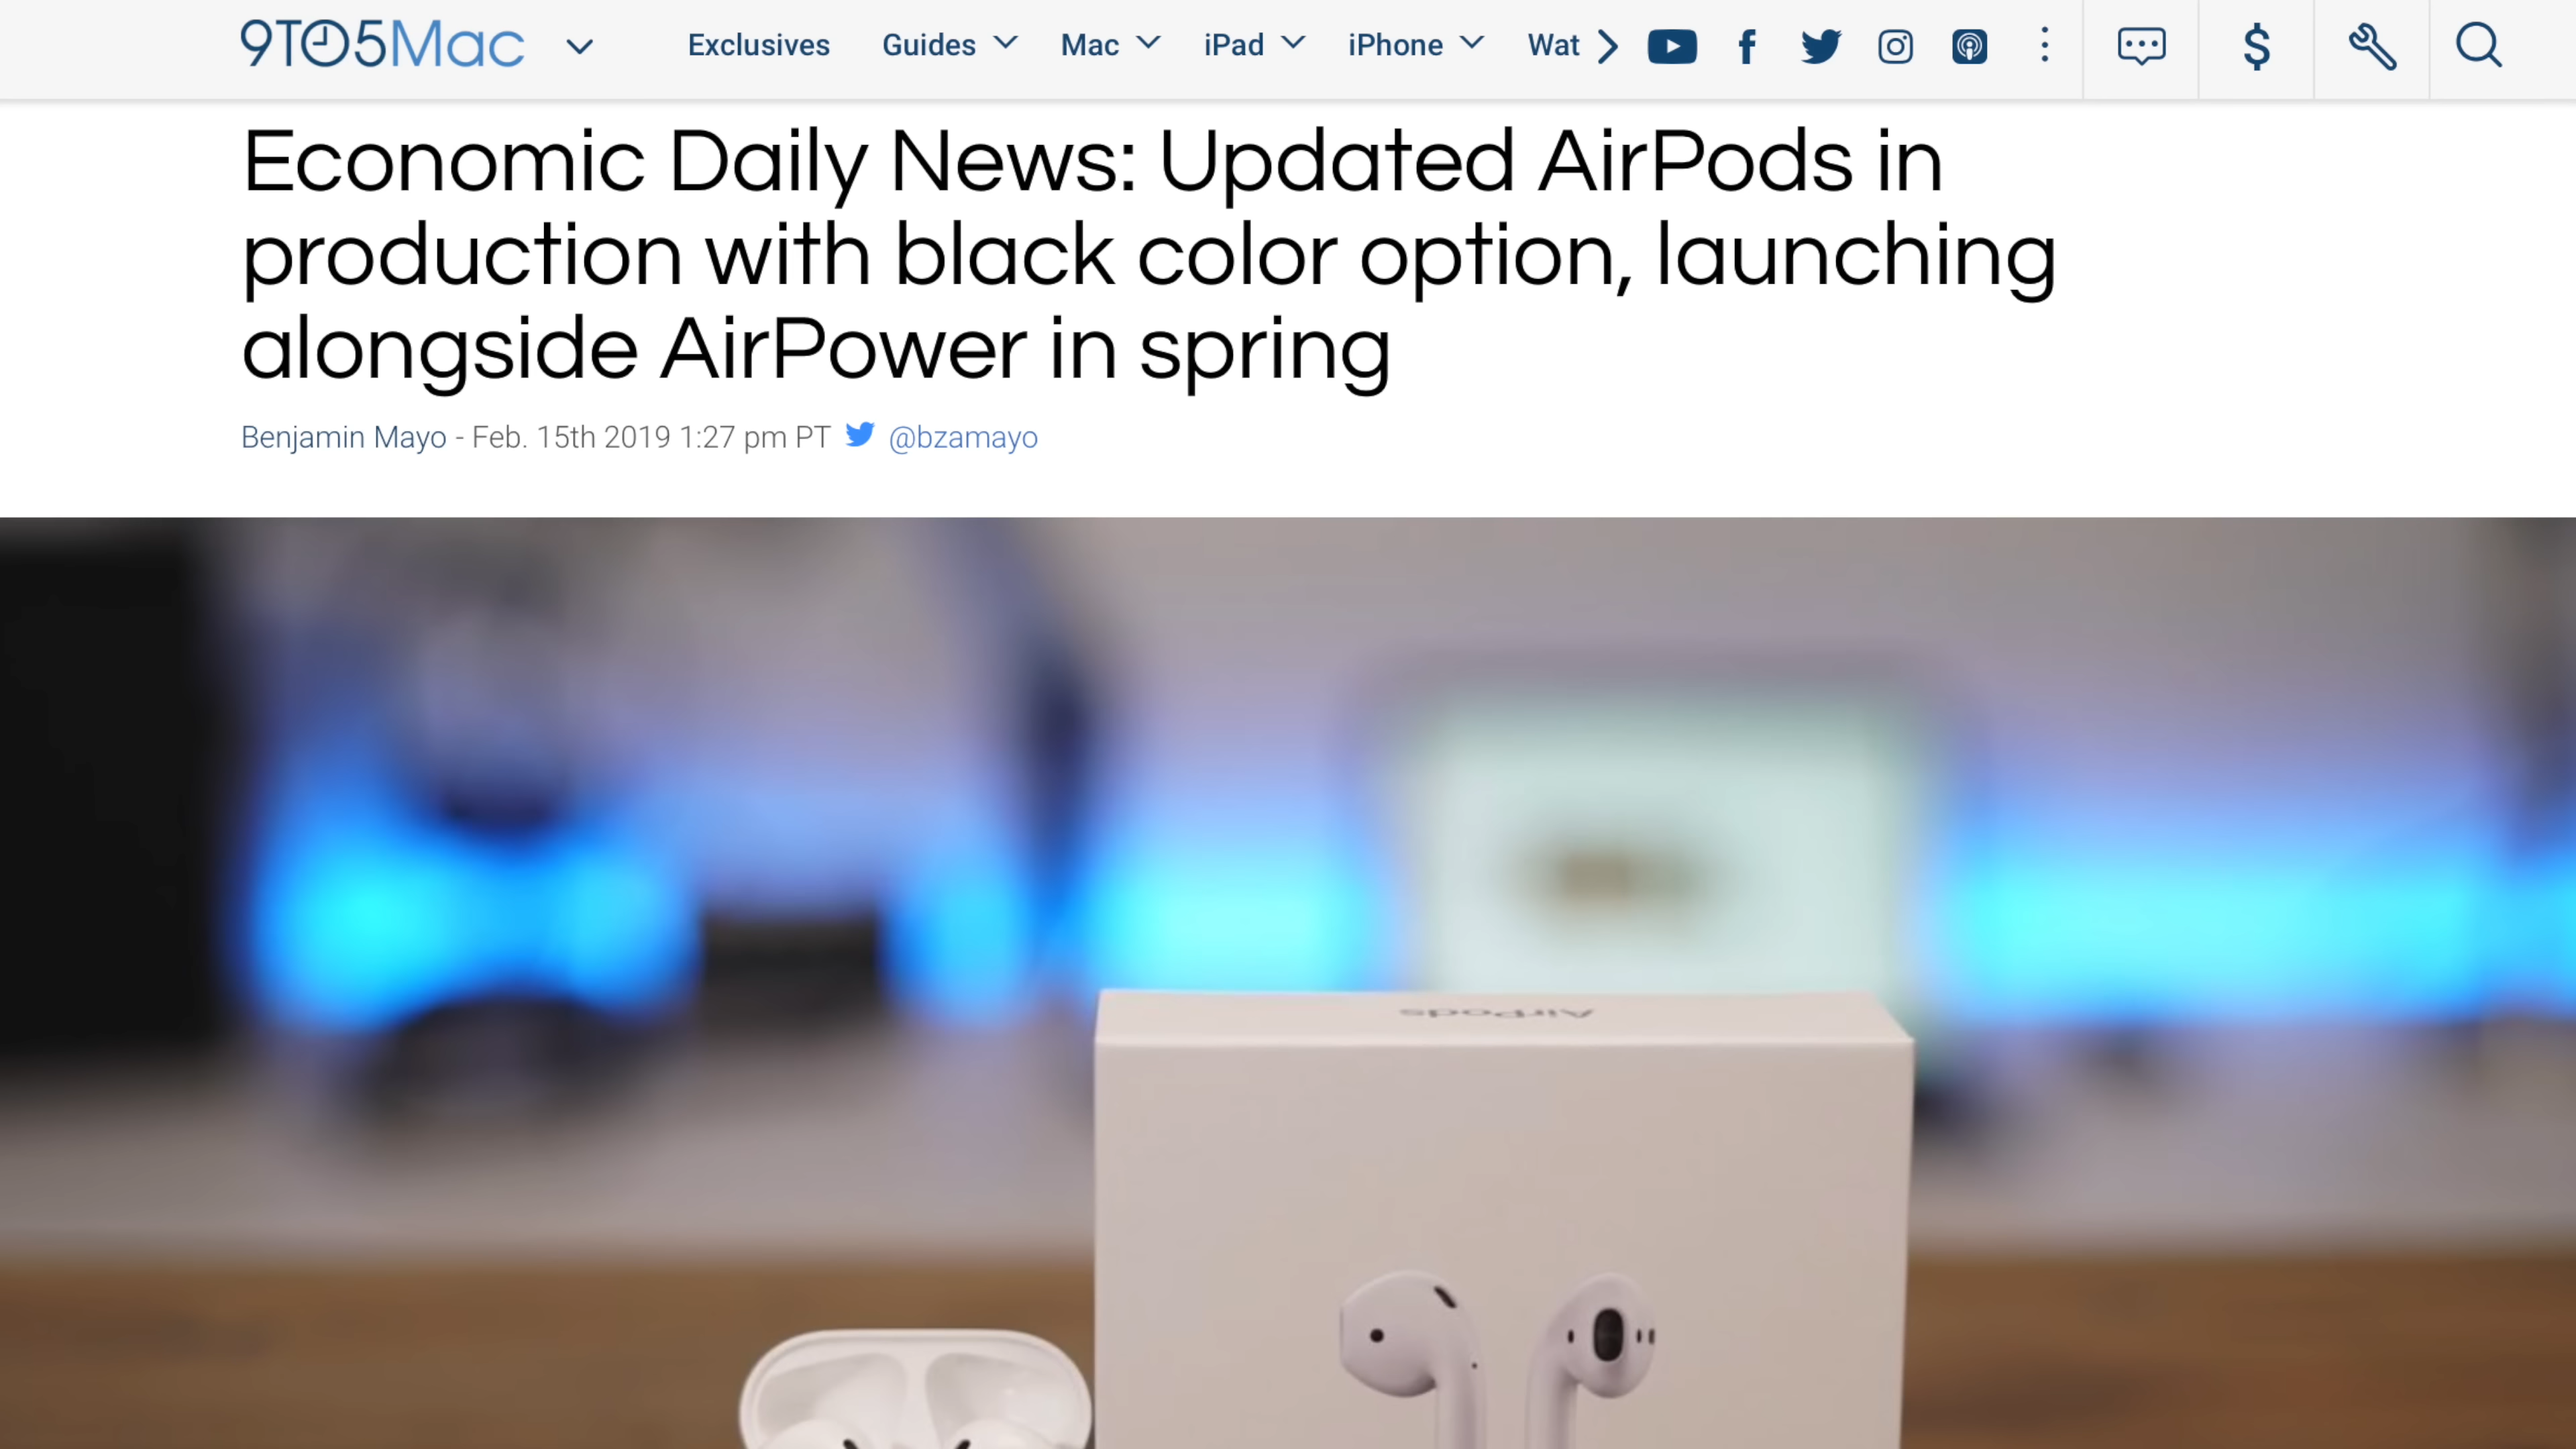 9TO5Mac Exclusives Guides Mac iPad iPhone Wat
Economic Daily News: Updated AirPods in
production with black color option, launching
alongside AirPower in spring
Benjamin Mayo - Feb. 15th 2019 1:27 pm PT @bzamayo
AirPods